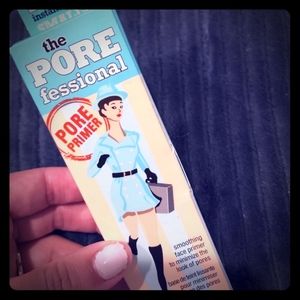 the
PORE
fessional
PORE
PRIMER
smoothing
face primer
to minimize the
look of pores
base de teint lissante
pour minimiser
des pores